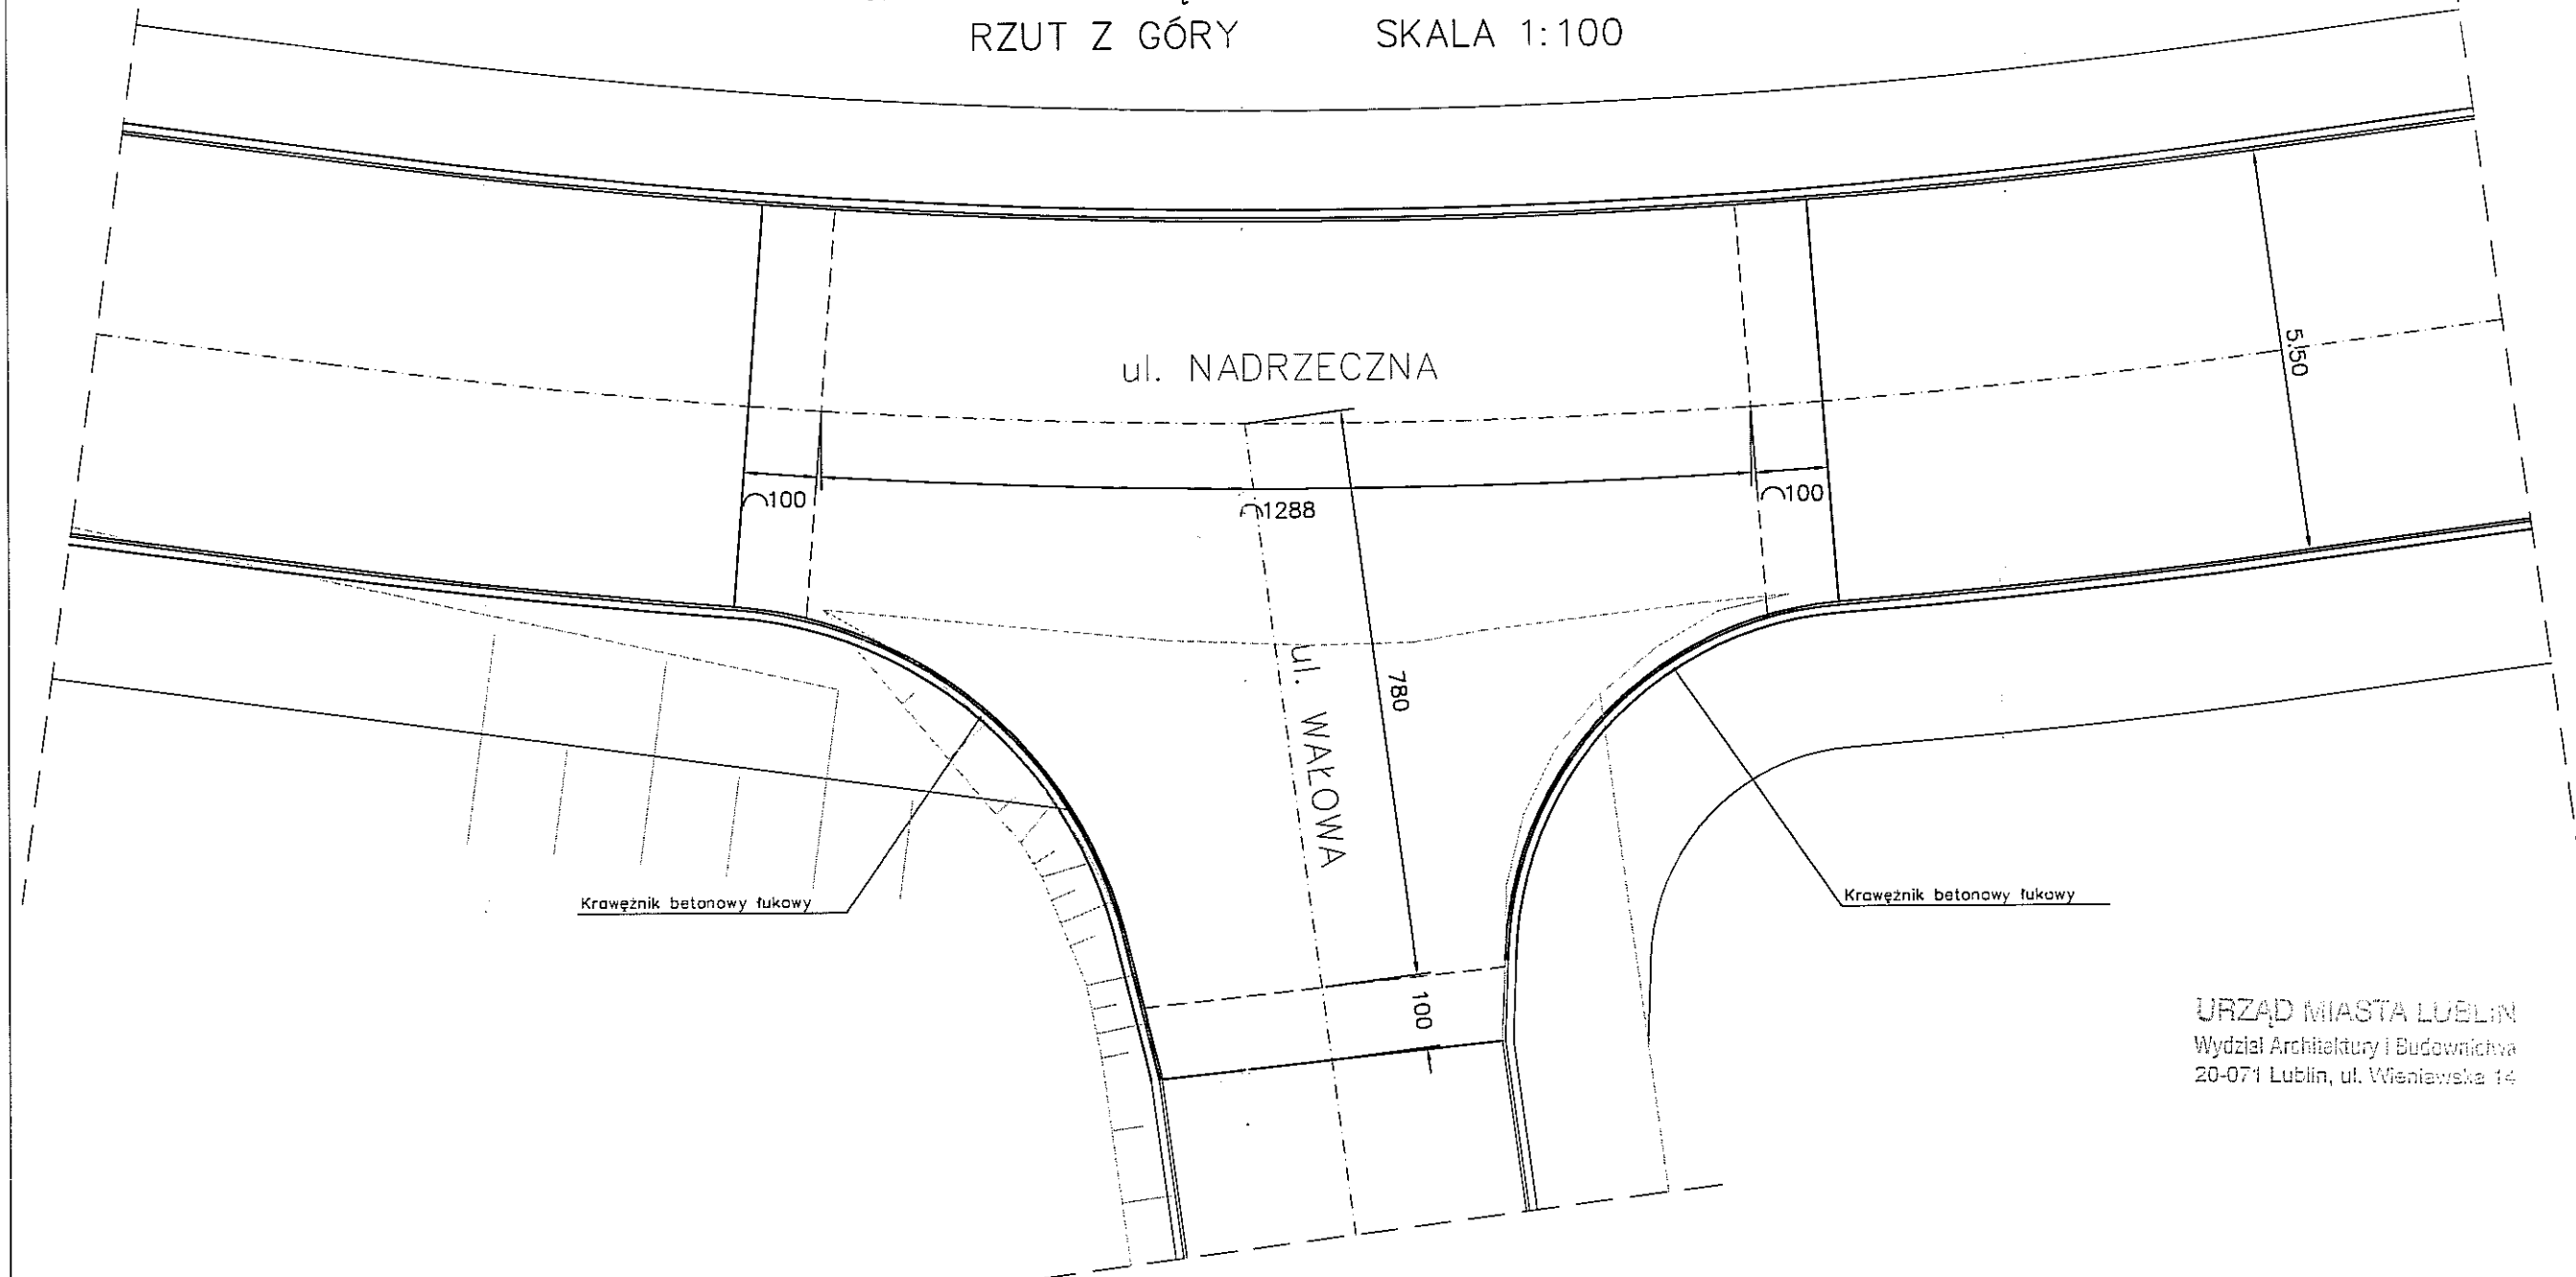 RZUT Z GÓRY SKALA 1:100
ul. NADRZECZNA
5.50
100
1288
100
ul. WAŁOWA
780
Krawężnik betonowy łukowy
Krawężnik betonowy łukowy
100
URZĄD MIASTA LUBLIN
Wydział Architektury i Budownictwa
20-071 Lublin, ul. Wieniawska 14